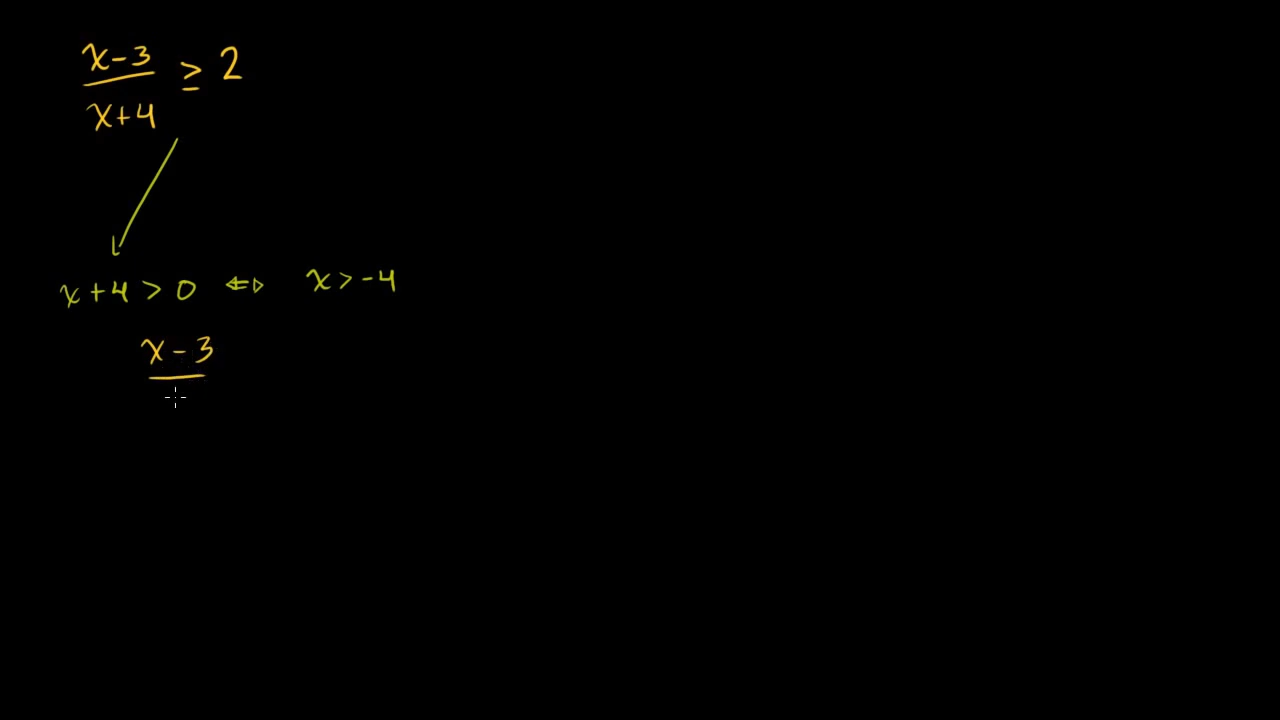 x-3
x+4 ≥ 2
x+4 > 0 ⇔ x > -4
x - 3